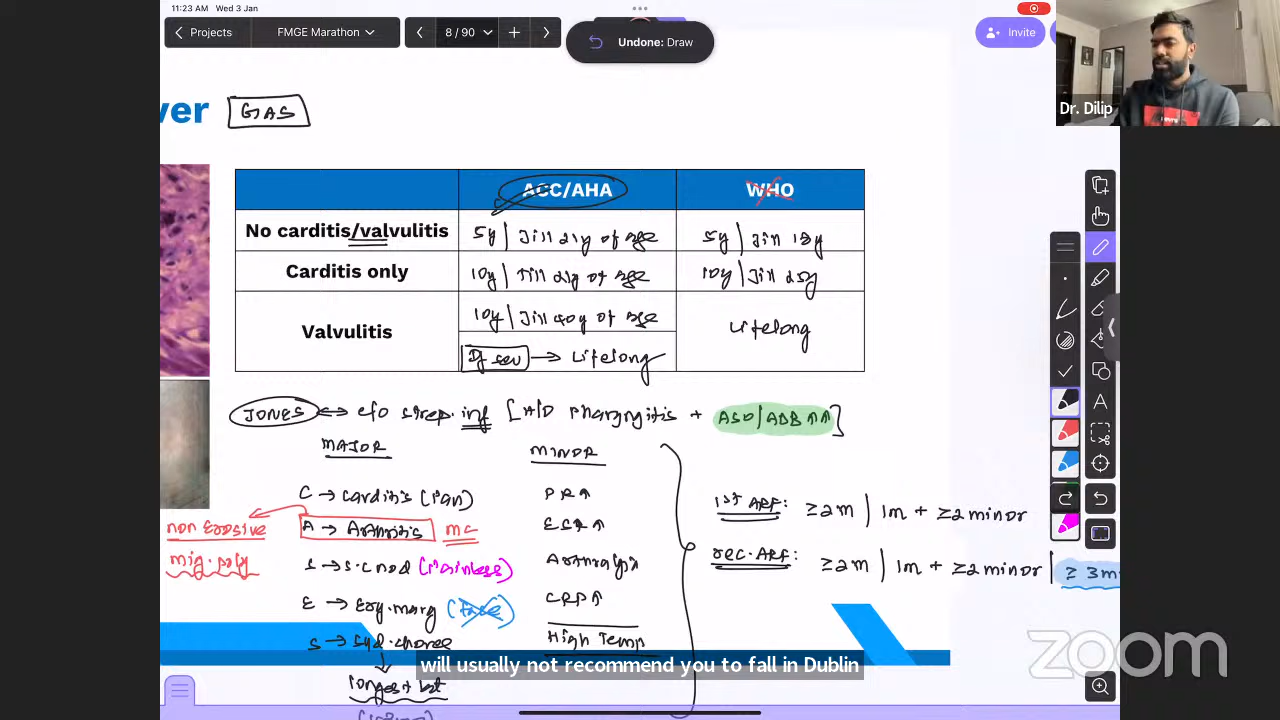 11:23 AM Wed 3 Jan
Projects
FMGE Marathon
8/90
Undone: Draw
Invite
Dr. Dilip
ver GAS
ACC/AHA WHO
No carditis/valvulitis 5y | Till 21y of age 5y | Till 18y
Carditis only 10y | Till 21y of age 10y | Till 25y
Valvulitis 10y | Till 40y of age Lifelong
→ Lifelong
JONES ↔ e/o strep. inf [H/O Pharyngitis + ASO/ADB ↑↑]
MAJOR MINOR
C → Carditis (Pan) PR↑
A → Arthritis mc ESR↑
non Erosive
mig. poly
S → S.C nod (Painless) Arthralgia
E → Ery. marg (Face) CRP↑
S → Syd. chorea High Temp
longest lat
1st ARF: ≥2M | 1M + ≥2 minor
rec. ARF: ≥2M | 1M + ≥2 minor | ≥ 3m
will usually not recommend you to fall in Dublin
zoom